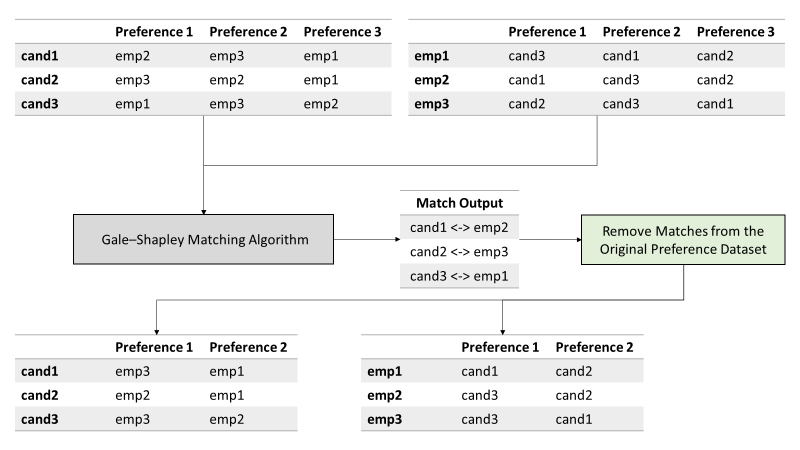 Preference 1 Preference 2 Preference 3
cand1 emp2 emp3 emp1
cand2 emp3 emp2 emp1
cand3 emp1 emp3 emp2
Preference 1 Preference 2 Preference 3
emp1 cand3 cand1 cand2
emp2 cand1 cand3 cand2
emp3 cand2 cand3 cand1
Gale–Shapley Matching Algorithm
Match Output
cand1 <-> emp2
cand2 <-> emp3
cand3 <-> emp1
Remove Matches from the
Original Preference Dataset
Preference 1 Preference 2
cand1 emp3 emp1
cand2 emp2 emp1
cand3 emp3 emp2
Preference 1 Preference 2
emp1 cand1 cand2
emp2 cand3 cand2
emp3 cand3 cand1